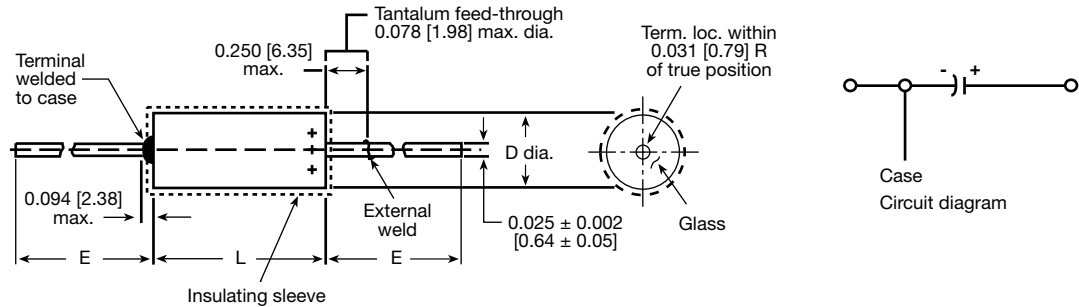 Tantalum feed-through
0.078 [1.98] max. dia.
0.250 [6.35]
max.
Term. loc. within
0.031 [0.79] R
of true position
Terminal
welded
to case
- +
+
+
D dia.
0.094 [2.38]
max.
External
weld
0.025 ± 0.002
[0.64 ± 0.05]
Glass
Case
Circuit diagram
E
L
E
Insulating sleeve